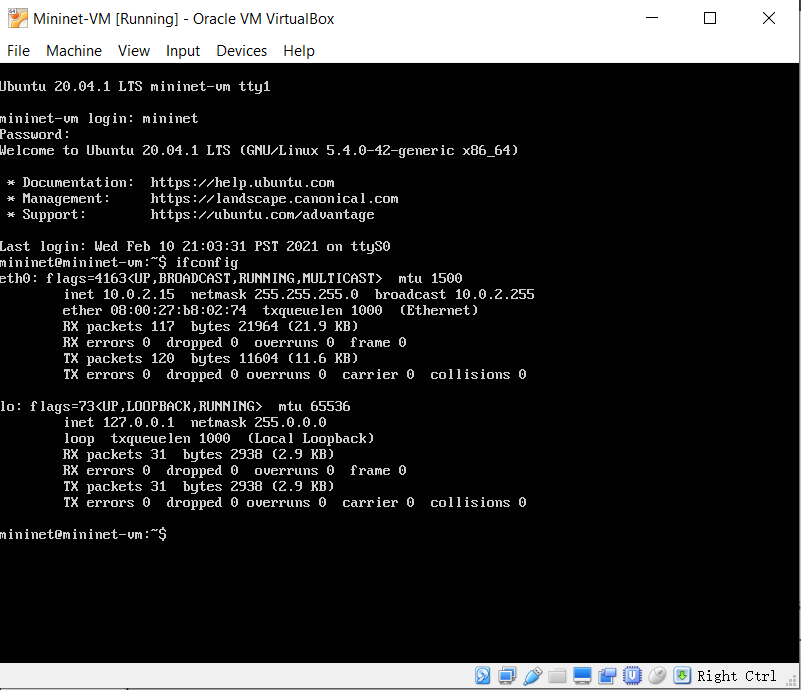 Mininet-VM [Running] - Oracle VM VirtualBox
File Machine View Input Devices Help
Ubuntu 20.04.1 LTS mininet-vm tty1
mininet-vm login: mininet
Password:
Welcome to Ubuntu 20.04.1 LTS (GNU/Linux 5.4.0-42-generic x86_64)
* Documentation: https://help.ubuntu.com
* Management: https://landscape.canonical.com
* Support: https://ubuntu.com/advantage
Last login: Wed Feb 10 21:03:31 PST 2021 on ttyS0
mininet@mininet-vm:~$ ifconfig
eth0: flags=4163<UP,BROADCAST,RUNNING,MULTICAST> mtu 1500
inet 10.0.2.15 netmask 255.255.255.0 broadcast 10.0.2.255
ether 08:00:27:b8:02:74 txqueuelen 1000 (Ethernet)
RX packets 117 bytes 21964 (21.9 KB)
RX errors 0 dropped 0 overruns 0 frame 0
TX packets 120 bytes 11604 (11.6 KB)
TX errors 0 dropped 0 overruns 0 carrier 0 collisions 0
lo: flags=73<UP,LOOPBACK,RUNNING> mtu 65536
inet 127.0.0.1 netmask 255.0.0.0
loop txqueuelen 1000 (Local Loopback)
RX packets 31 bytes 2938 (2.9 KB)
RX errors 0 dropped 0 overruns 0 frame 0
TX packets 31 bytes 2938 (2.9 KB)
TX errors 0 dropped 0 overruns 0 carrier 0 collisions 0
mininet@mininet-vm:~$
Right Ctrl